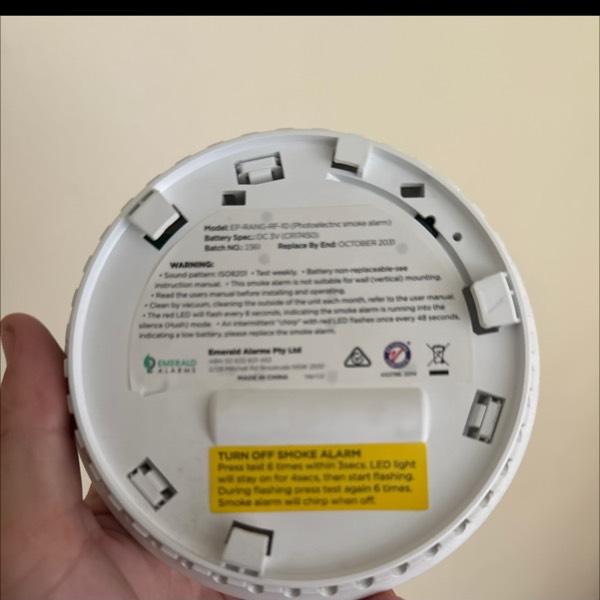 Model: EP-RANG-RF-10 (Photoelectric smoke alarm)
Battery Spec.: DC 3V (CR17450)
Batch NO.: 2361 Replace By End: OCTOBER 2031
WARNING:
• Sound pattern: ISO8201 • Test weekly. • Battery non-replaceable-see
instruction manual. • This smoke alarm is not suitable for wall (vertical) mounting.
• Read the users manual before installing and operating.
• Clean by vacuum, cleaning the outside of the unit each month, refer to the user manual.
• The red LED will flash every 8 seconds, indicating the smoke alarm is running into the
silence (Hush) mode. • An intermittent "chirp" with red LED flashes once every 48 seconds,
indicating a low battery, please replace the smoke alarm.
EMERALD
ALARMS
Emerald Alarms Pty Ltd
MADE IN CHINA
TURN OFF SMOKE ALARM
Press test 6 times within 3secs. LED light
will stay on for 4secs, then start flashing.
During flashing press test again 6 times.
Smoke alarm will chirp when off.